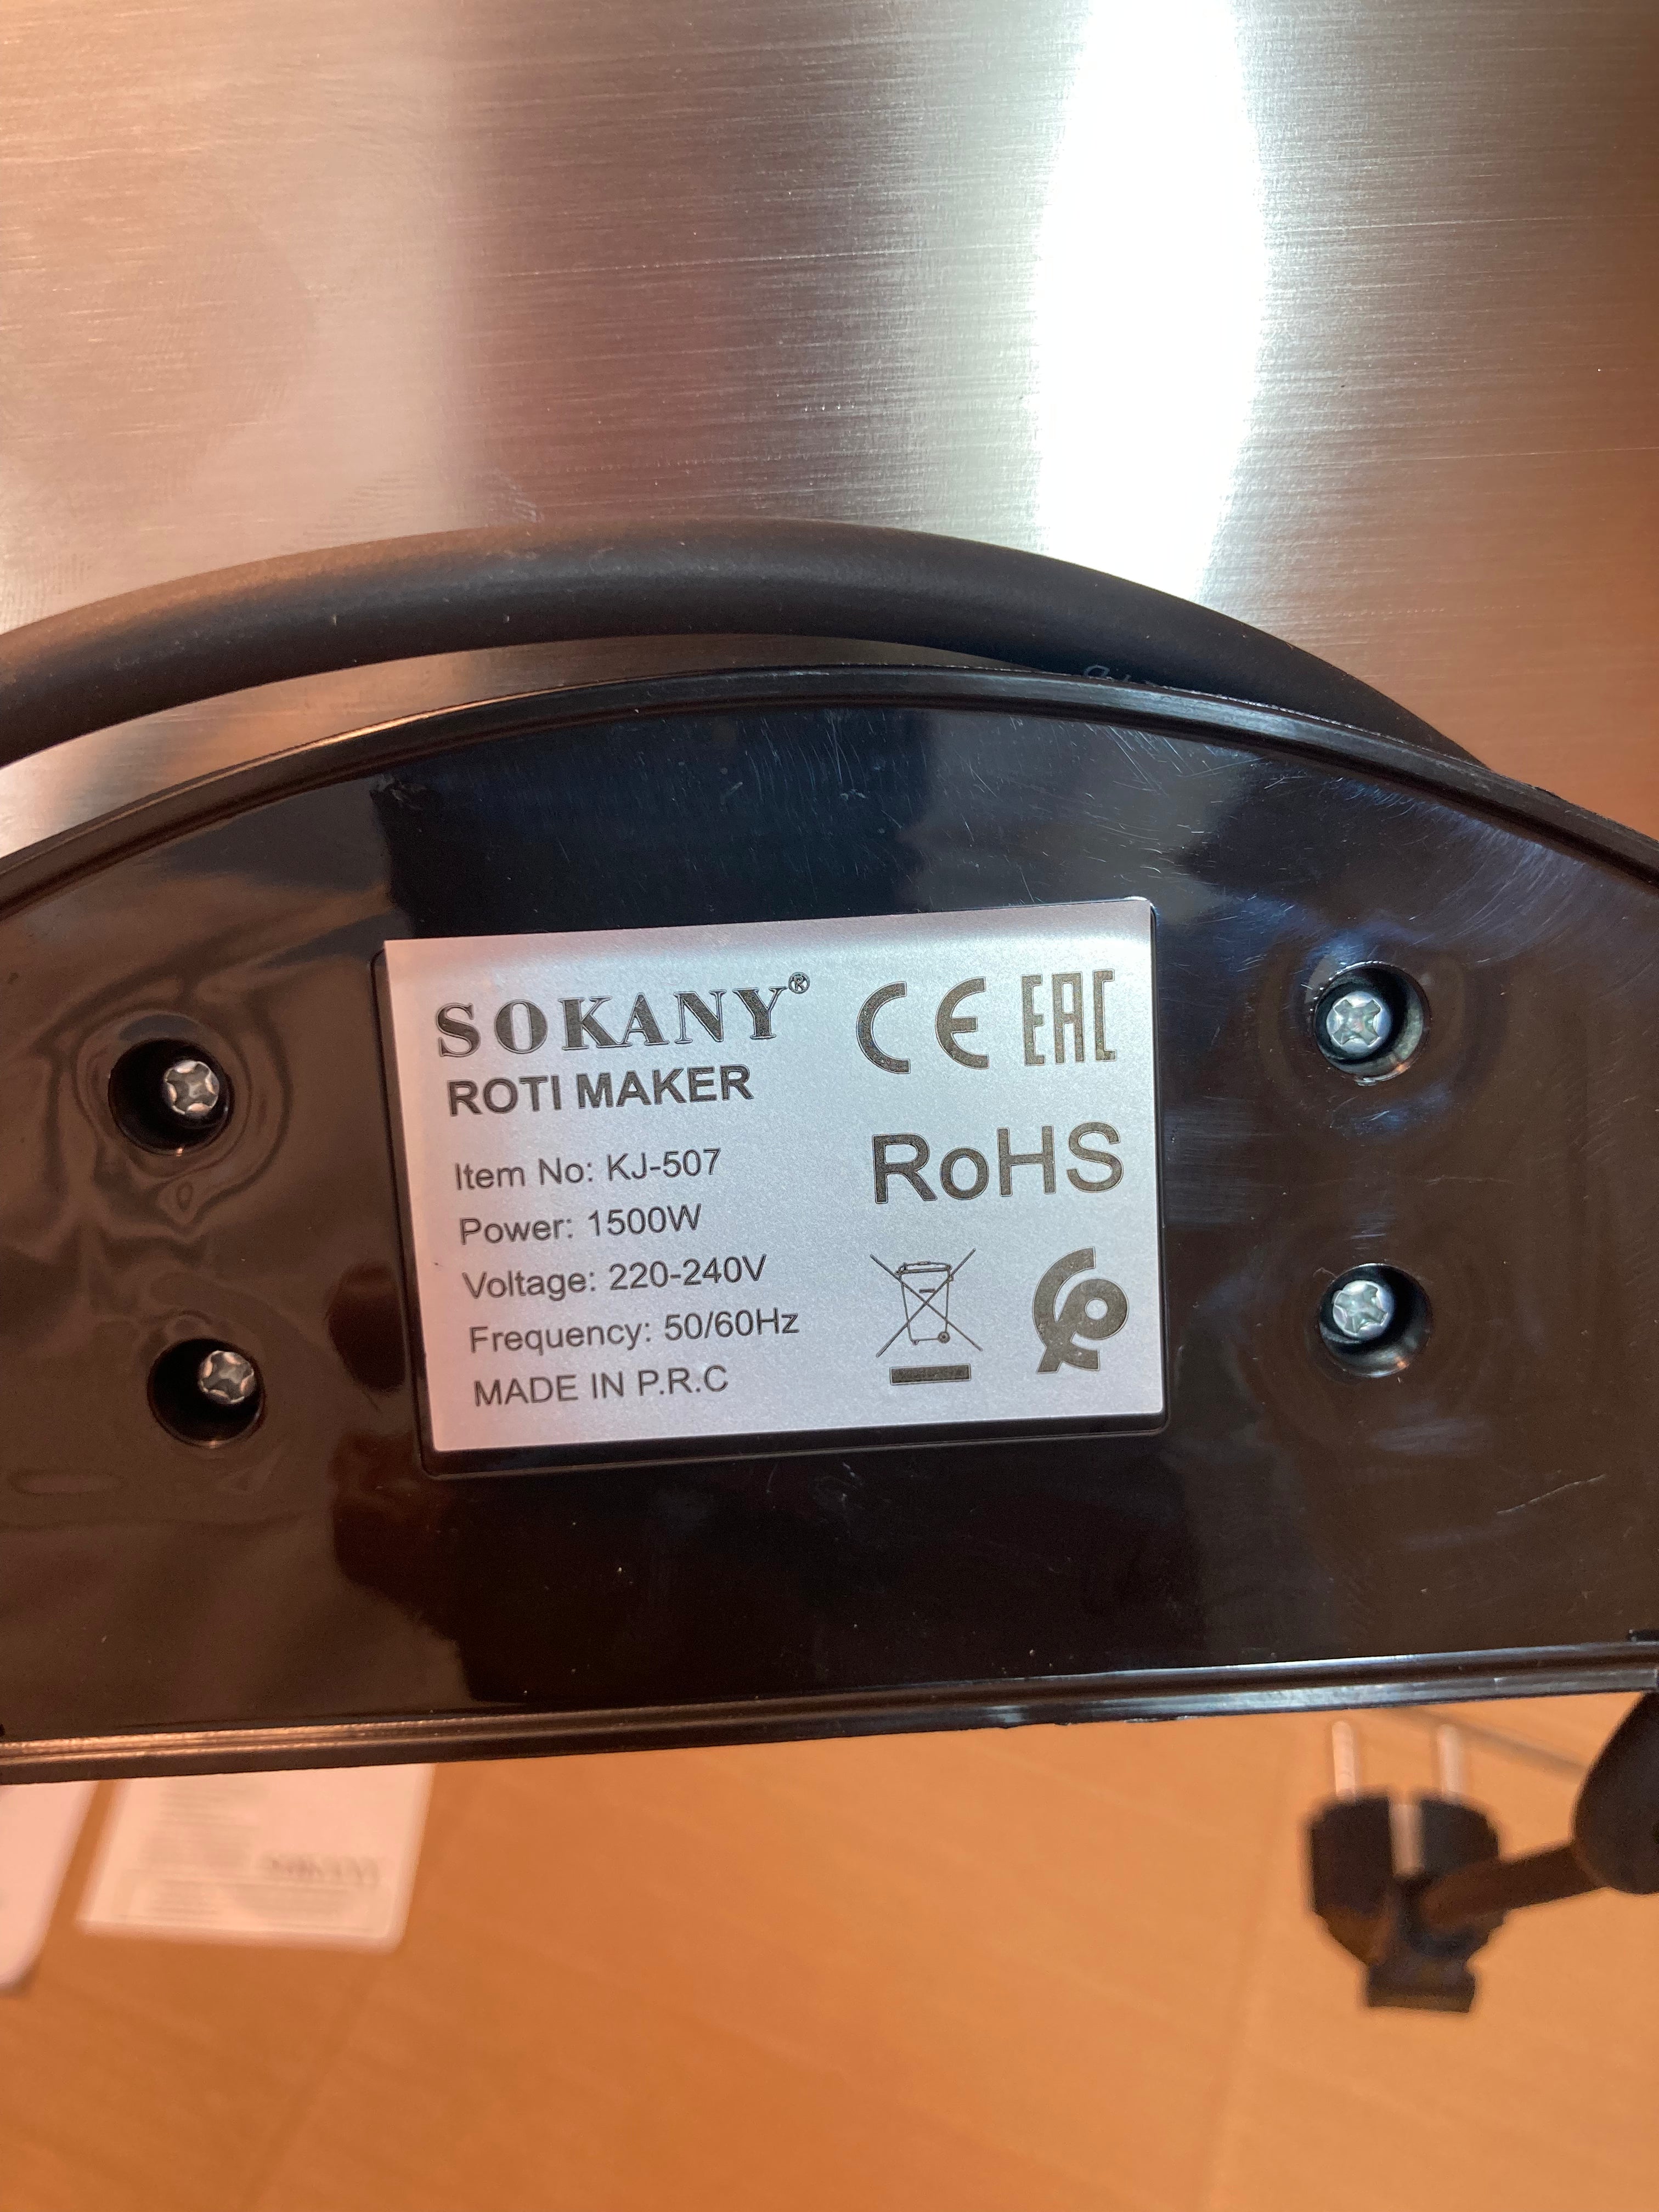 SOKANY®
ROTI MAKER
Item No: KJ-507
Power: 1500W
Voltage: 220-240V
Frequency: 50/60Hz
MADE IN P.R.C
CE EAC
RoHS
SOKANY